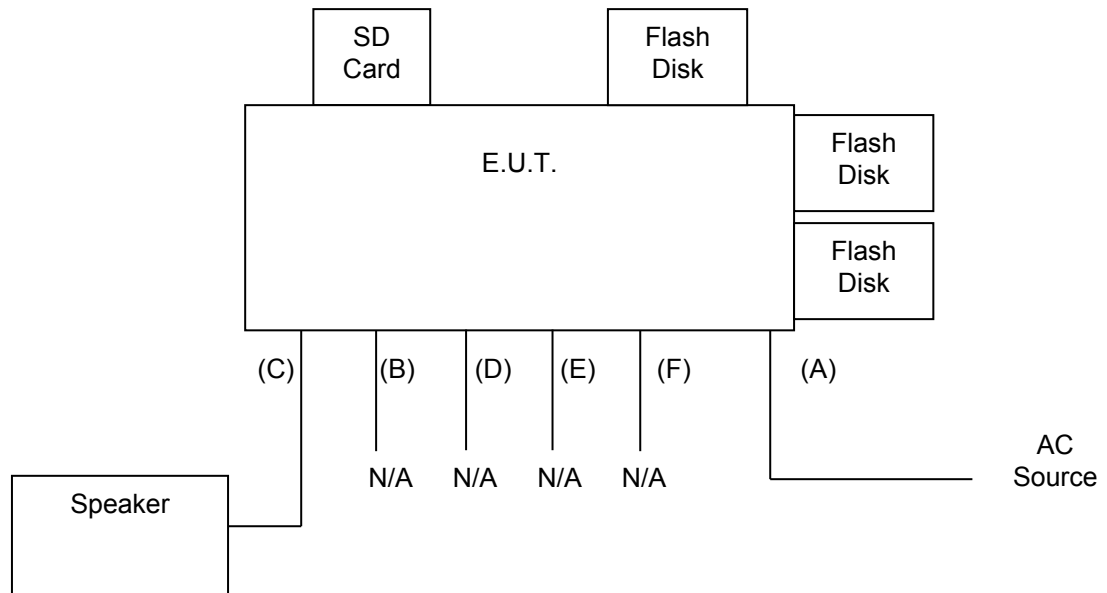 SD
Card
Flash
Disk
E.U.T.
Flash
Disk
Flash
Disk
(C)
(B)
(D)
(E)
(F)
(A)
N/A
N/A
N/A
N/A
AC
Source
Speaker